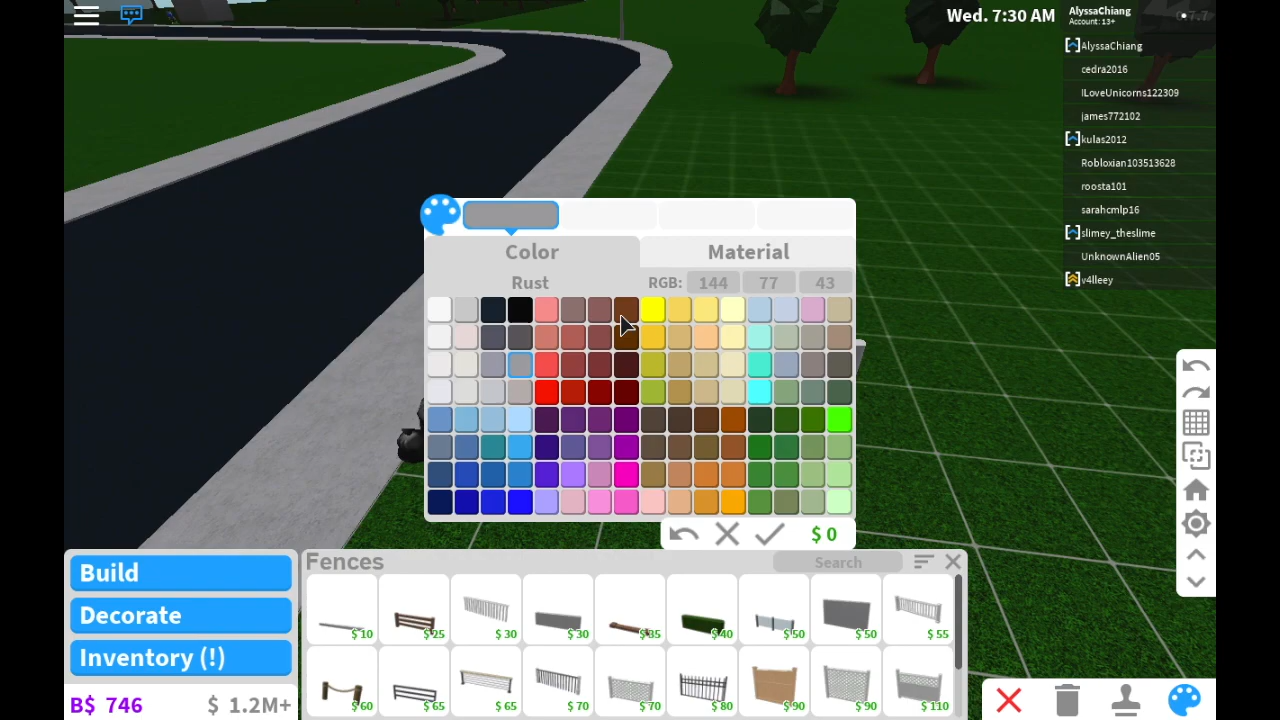 Wed. 7:30 AM
AlyssaChiang
Account: 13+
AlyssaChiang
cedra2016
ILoveUnicorns122309
james772102
kulas2012
Robloxian103513628
roosta101
sarahcmlp16
slimey_theslime
UnknownAlien05
v4lleey
Color
Material
Rust
RGB: 144 77 43
$ 0
Build
Decorate
Inventory (!)
B$ 746 $ 1.2M+
Fences
Search
$ 10 $ 25 $ 30 $ 30 $ 35 $ 40 $ 50 $ 50 $ 55
$ 60 $ 65 $ 65 $ 70 $ 70 $ 80 $ 90 $ 90 $ 110